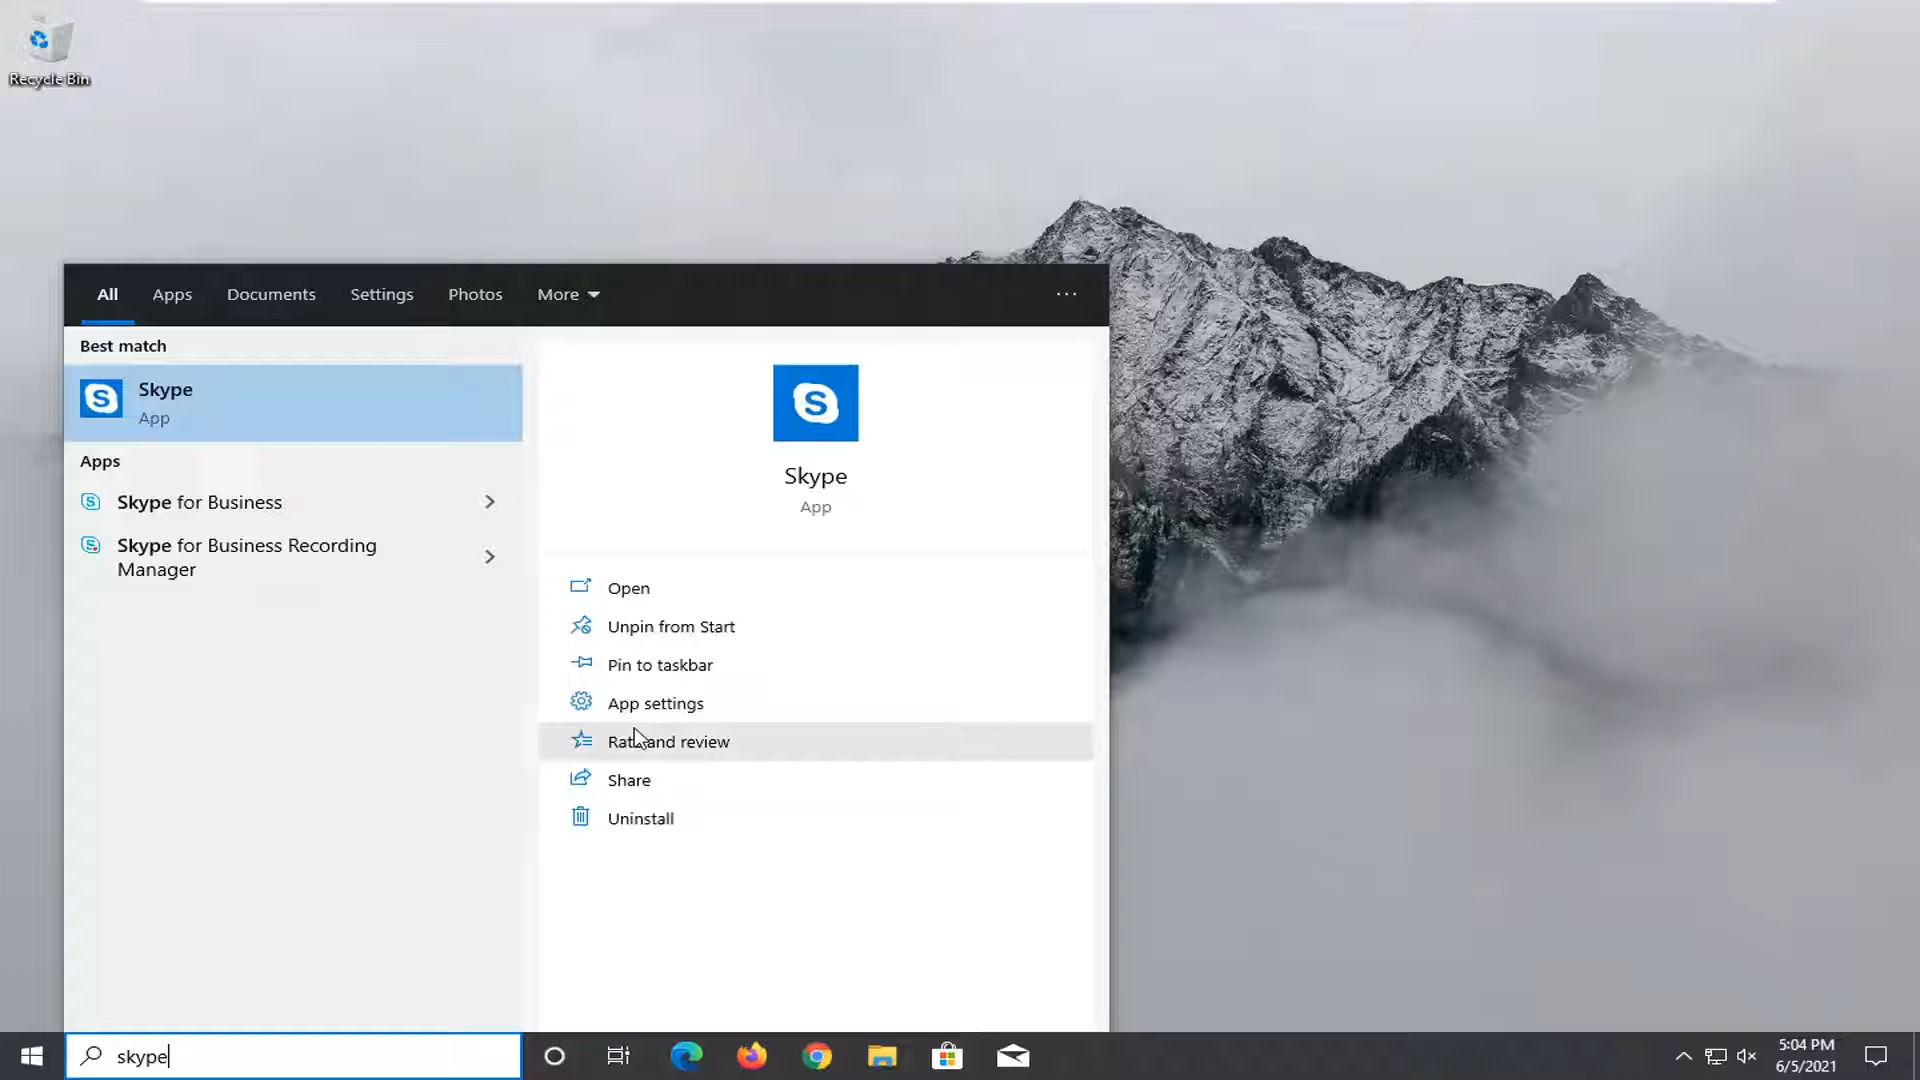 Recycle Bin
All Apps Documents Settings Photos More
Best match
Skype
App
Apps
Skype for Business
Skype for Business Recording
Manager
Skype
App
Open
Unpin from Start
Pin to taskbar
App settings
Rate and review
Share
Uninstall
skype
5:04 PM
6/5/2021